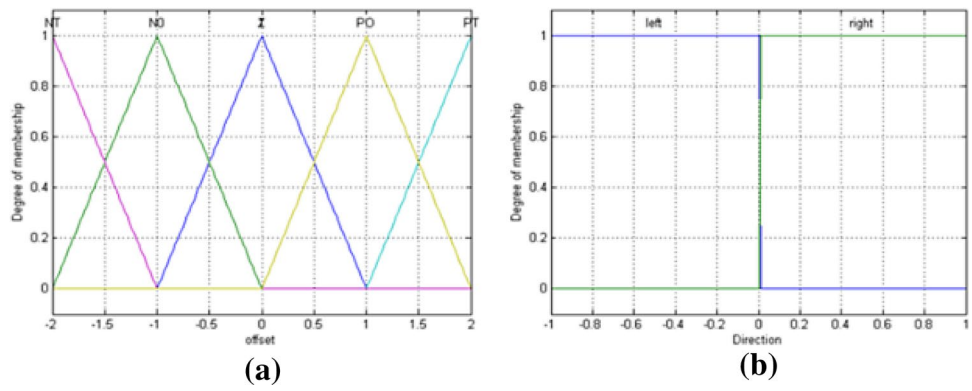 NT N0 Z PO PT
1
0.8
0.6
0.4
0.2
0
Degree of membership
-2 -1.5 -1 -0.5 0 0.5 1 1.5 2
offset
(a)
left right
1
0.8
0.6
0.4
0.2
0
Degree of membership
-1 -0.8 -0.6 -0.4 -0.2 0 0.2 0.4 0.6 0.8 1
Direction
(b)